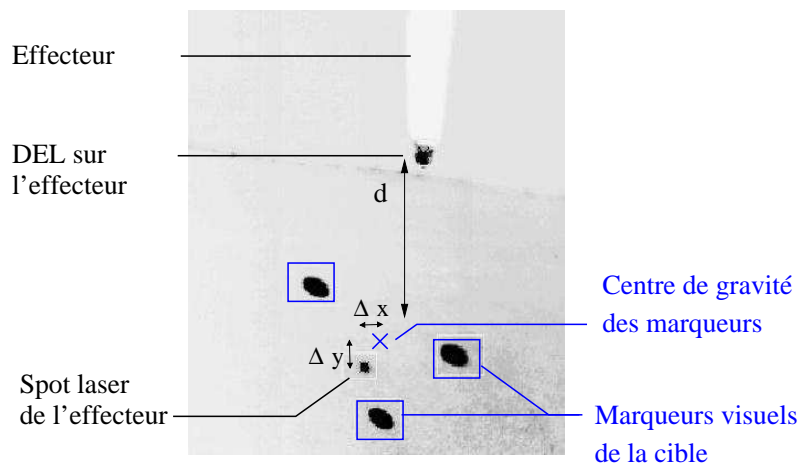 Effecteur
DEL sur
l’effecteur
d
Δ x
Δ y
Centre de gravité
des marqueurs
Spot laser
de l’effecteur
Marqueurs visuels
de la cible